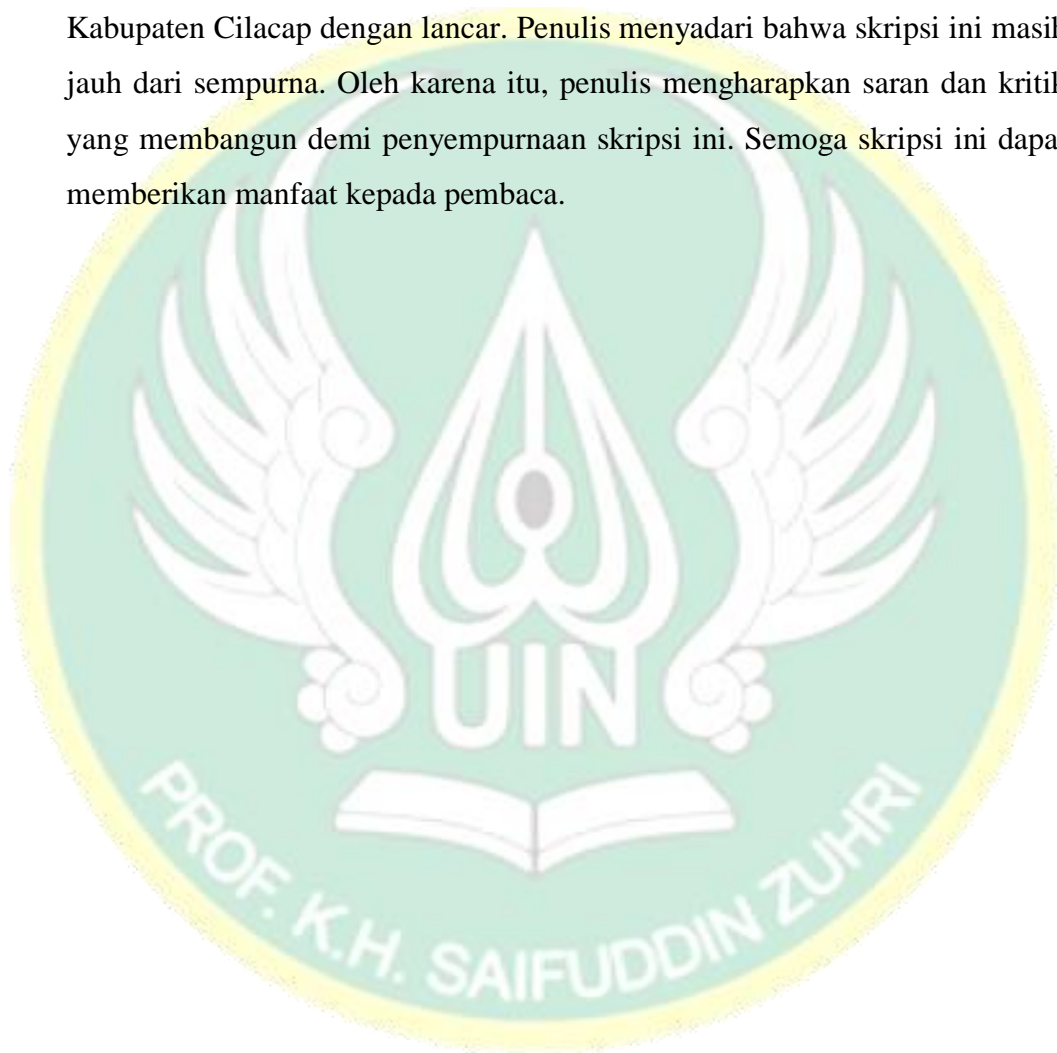 Kabupaten Cilacap dengan lancar. Penulis menyadari bahwa skripsi ini masih
jauh dari sempurna. Oleh karena itu, penulis mengharapkan saran dan kritik
yang membangun demi penyempurnaan skripsi ini. Semoga skripsi ini dapa
memberikan manfaat kepada pembaca.
UIN
PROF. K.H. SAIFUDDIN ZUHRI